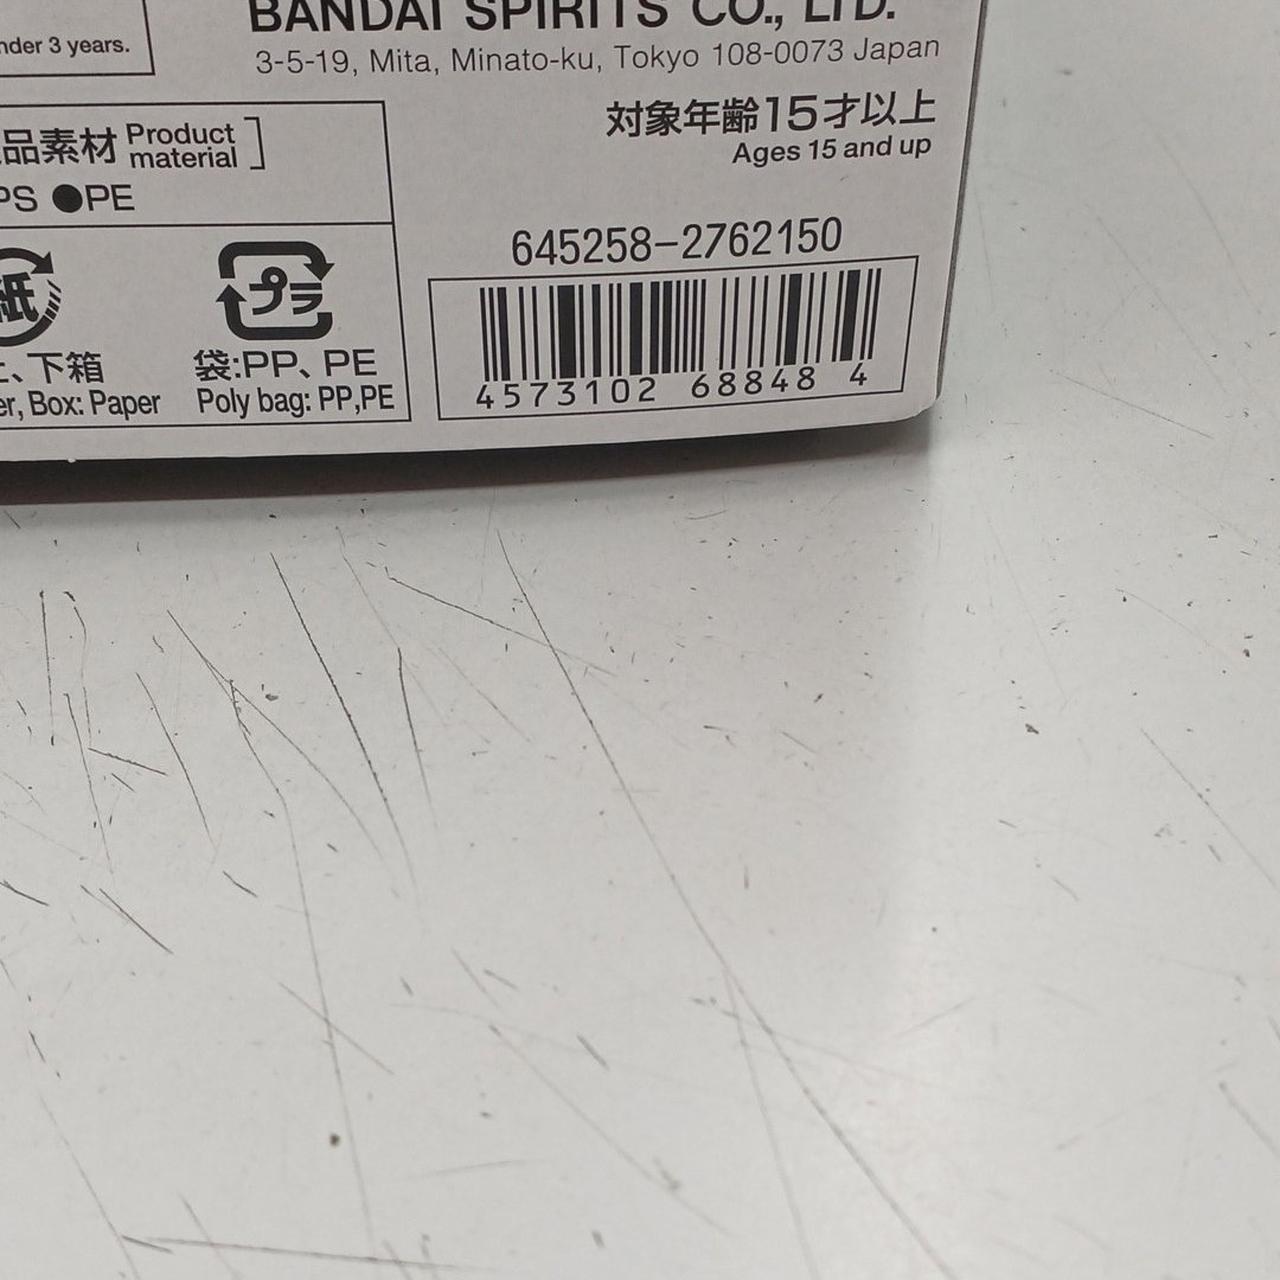 BANDAI SPIRITS CO., LTD.
3-5-19, Mita, Minato-ku, Tokyo 108-0073 Japan
3 years.
対象年齢15才以上
Ages 15 and up
品素材 Product material
PS ●PE
645258-2762150
紙
プラ
、下箱
袋:PP、PE
, Box: Paper
Poly bag: PP,PE
4573102 68848 4